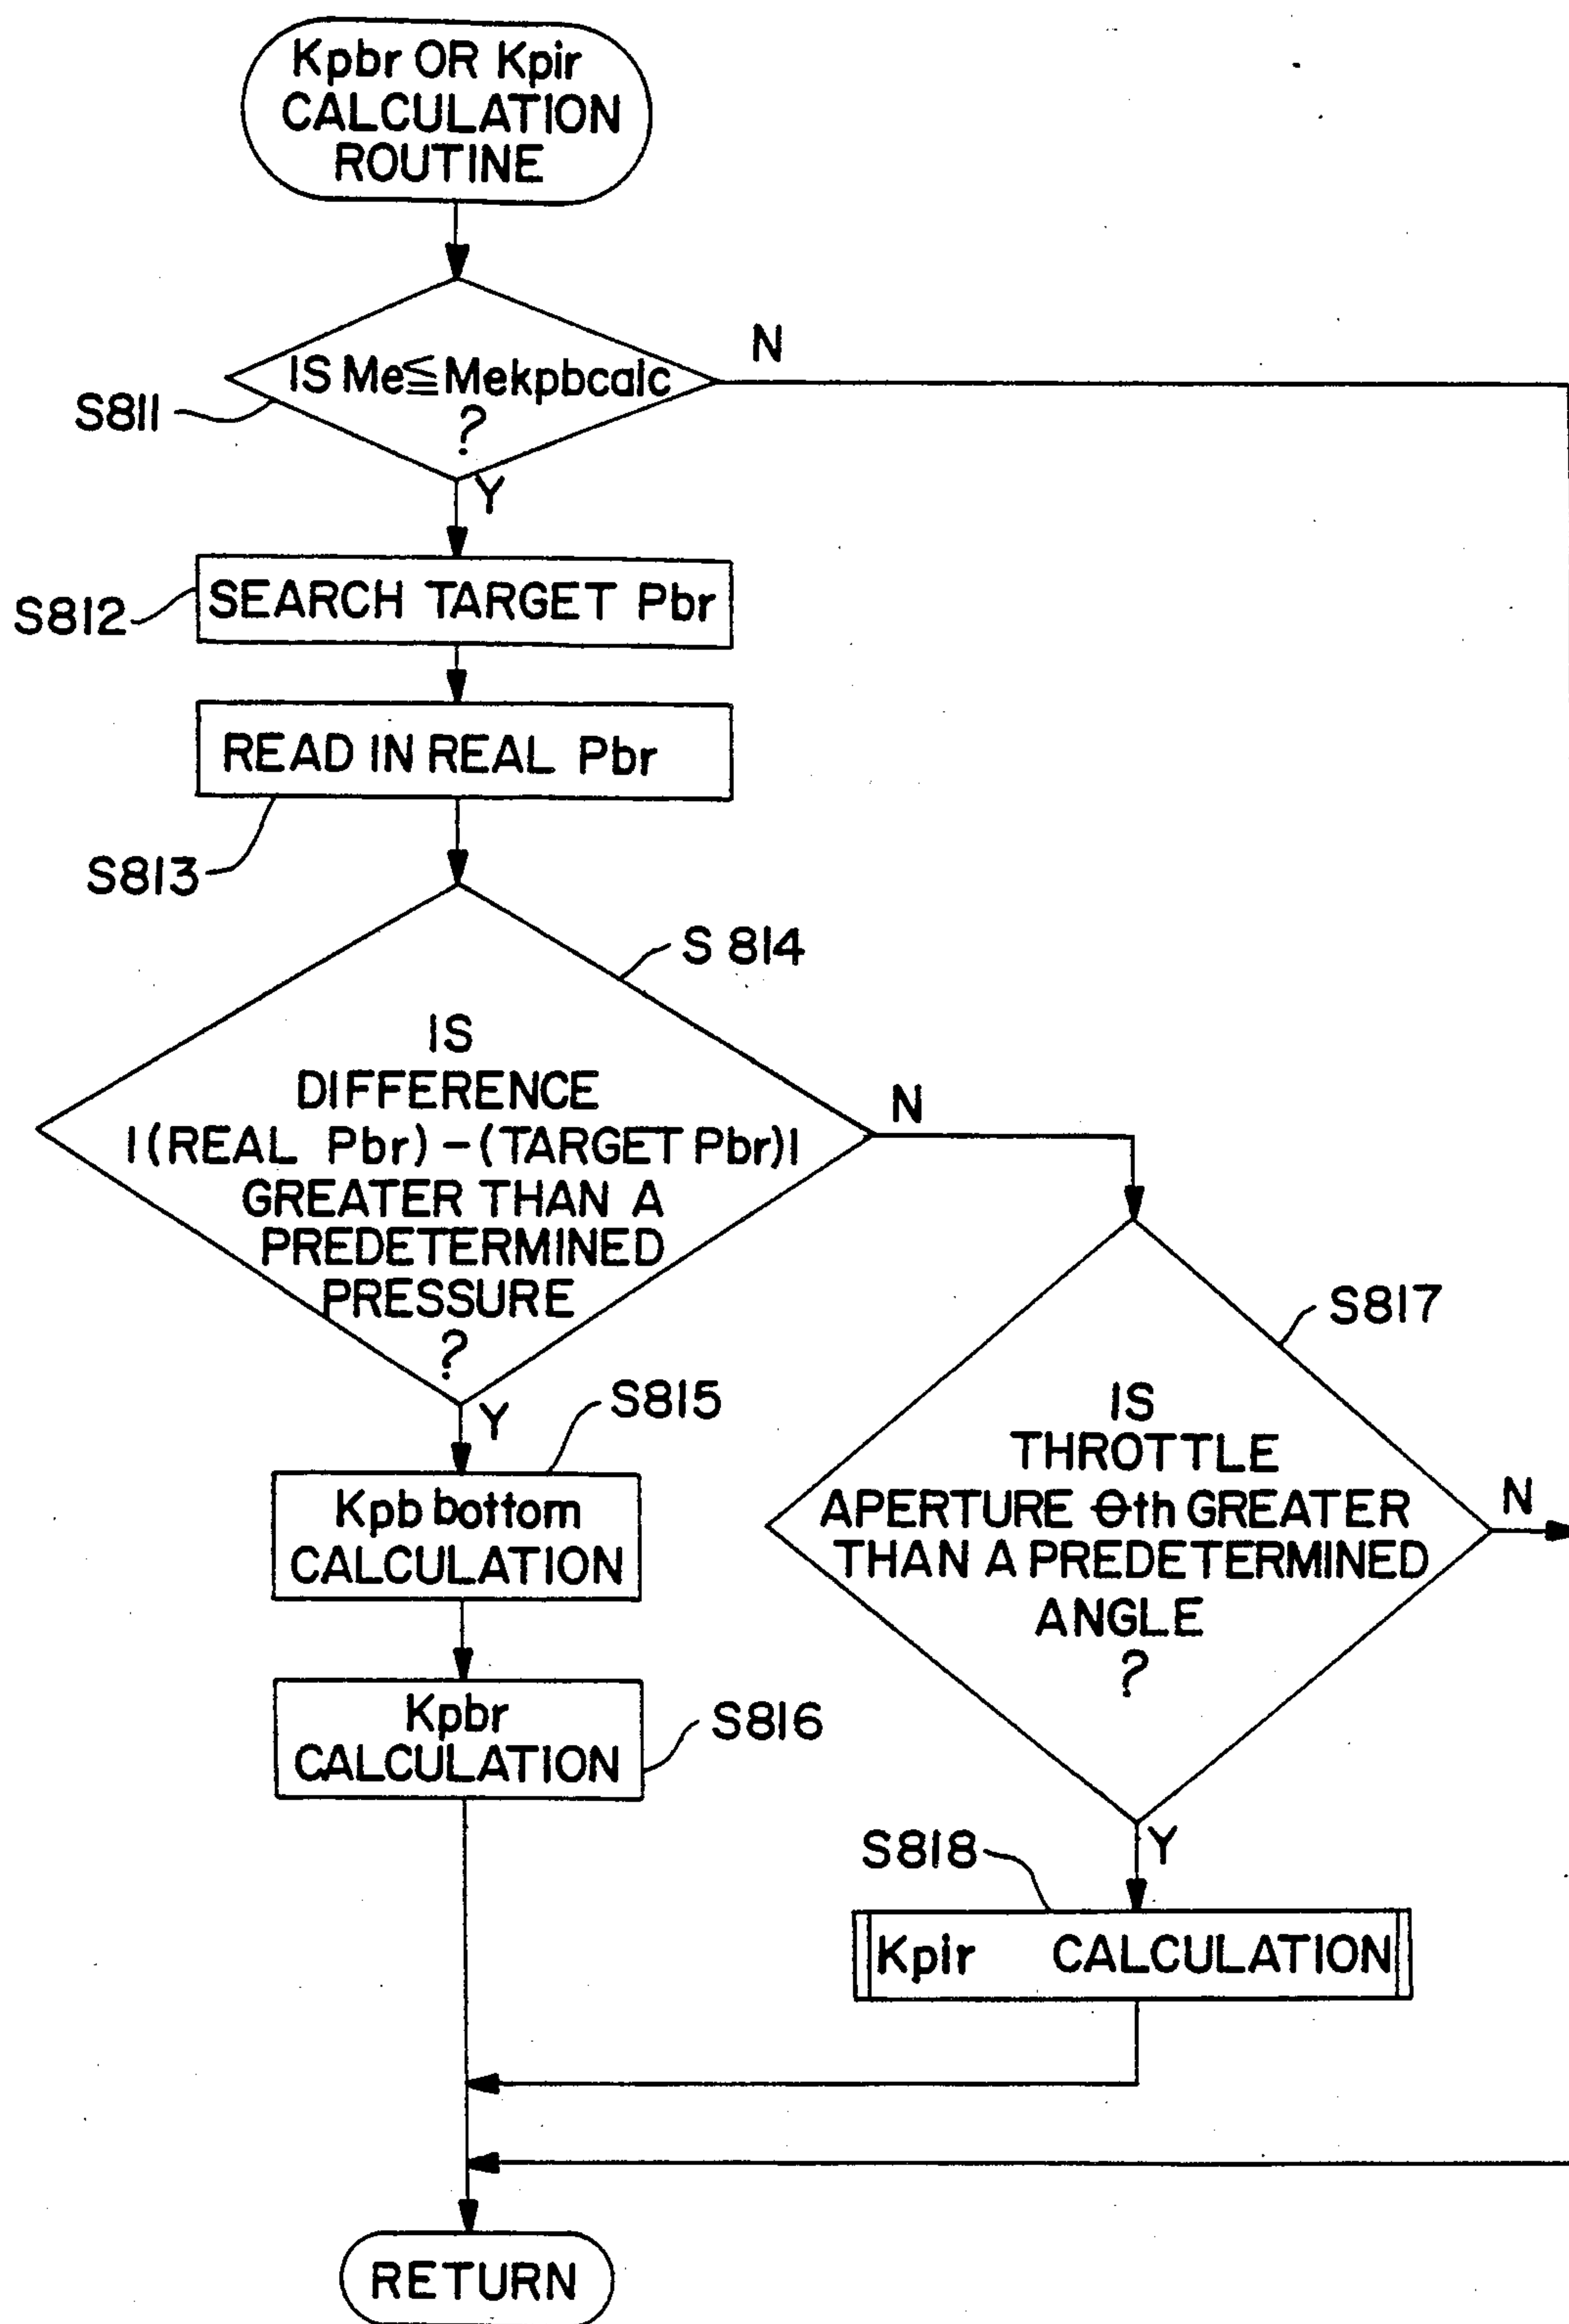 Kpbr OR Kpir
CALCULATION
ROUTINE
IS Me≦Mekpbcalc
?
N
S811
Y
SEARCH TARGET Pbr
S812
READ IN REAL Pbr
S813
S 814
IS
DIFFERENCE
|(REAL Pbr)-(TARGET Pbr)|
GREATER THAN A
PREDETERMINED
PRESSURE
?
N
Y
S815
Kpb bottom
CALCULATION
Kpbr
CALCULATION
S816
S817
IS
THROTTLE
APERTURE θth GREATER
THAN A PREDETERMINED
ANGLE
?
N
Y
S818
Kpir CALCULATION
RETURN